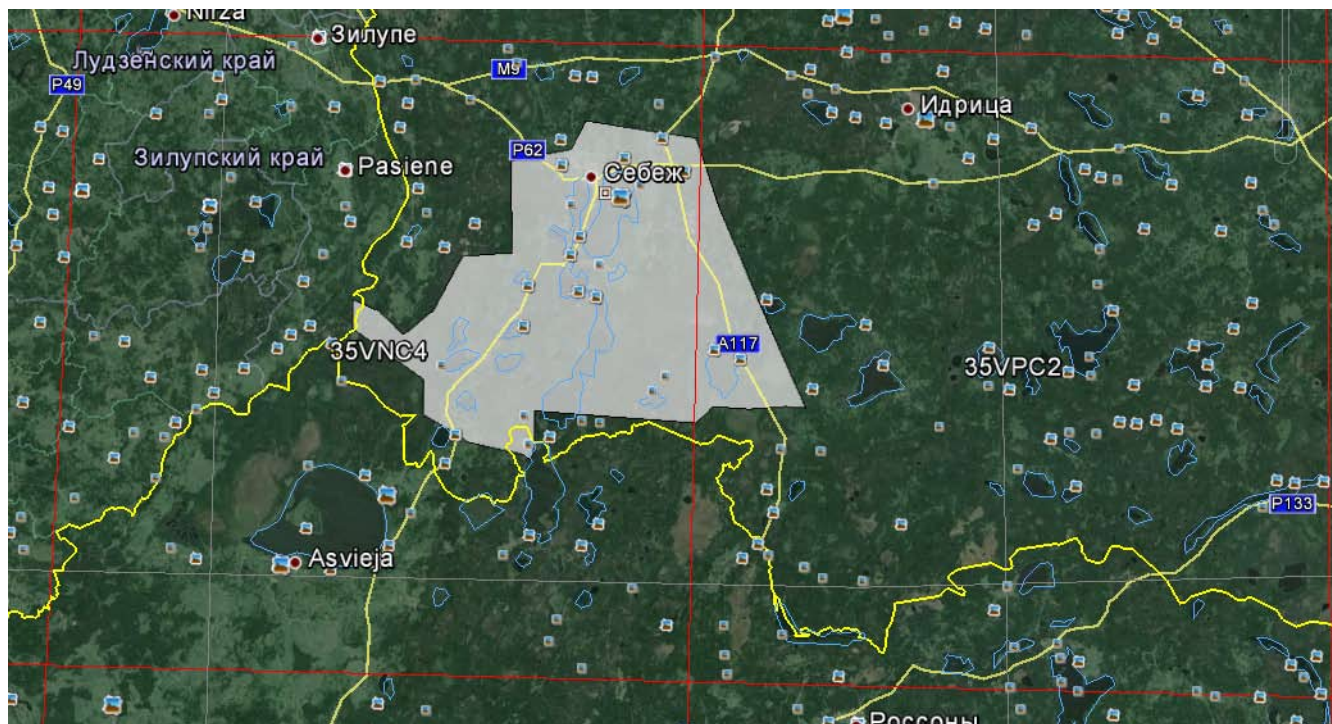 Nirza
Зилупе
Лудзенский край
P49
M9
Идрица
P62
Зилупский край
Pasiene
Себеж
35VNC4
A117
35VPC2
P133
Asvieja
Россоны